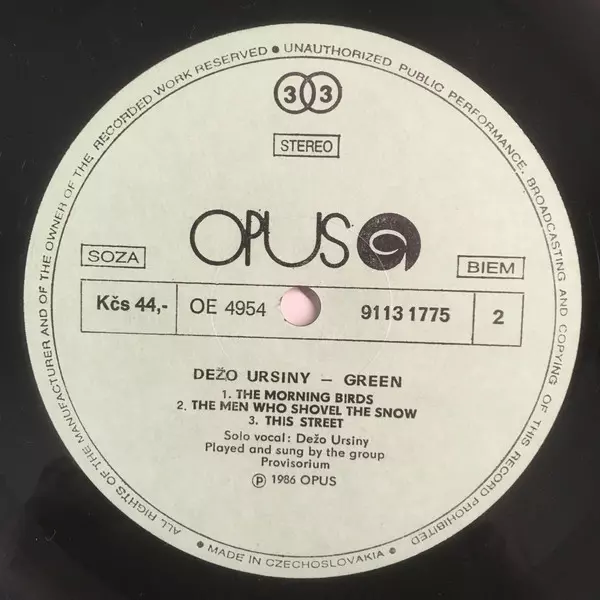 ALL RIGHTS OF THE MANUFACTURER AND OF THE OWNER OF THE RECORDED WORK RESERVED ● UNAUTHORIZED PUBLIC PERFORMANCE, BROADCASTING AND COPYING OF THIS RECORD PROHIBITED
33
STEREO
OPUS
SOZA
BIEM
Kčs 44,- OE 4954 9113 1775 2
DEŽO URSINY – GREEN
1. THE MORNING BIRDS
2. THE MEN WHO SHOVEL THE SNOW
3. THIS STREET
Solo vocal: Dežo Ursiny
Played and sung by the group
Provisorium
℗ 1986 OPUS
● MADE IN CZECHOSLOVAKIA ●